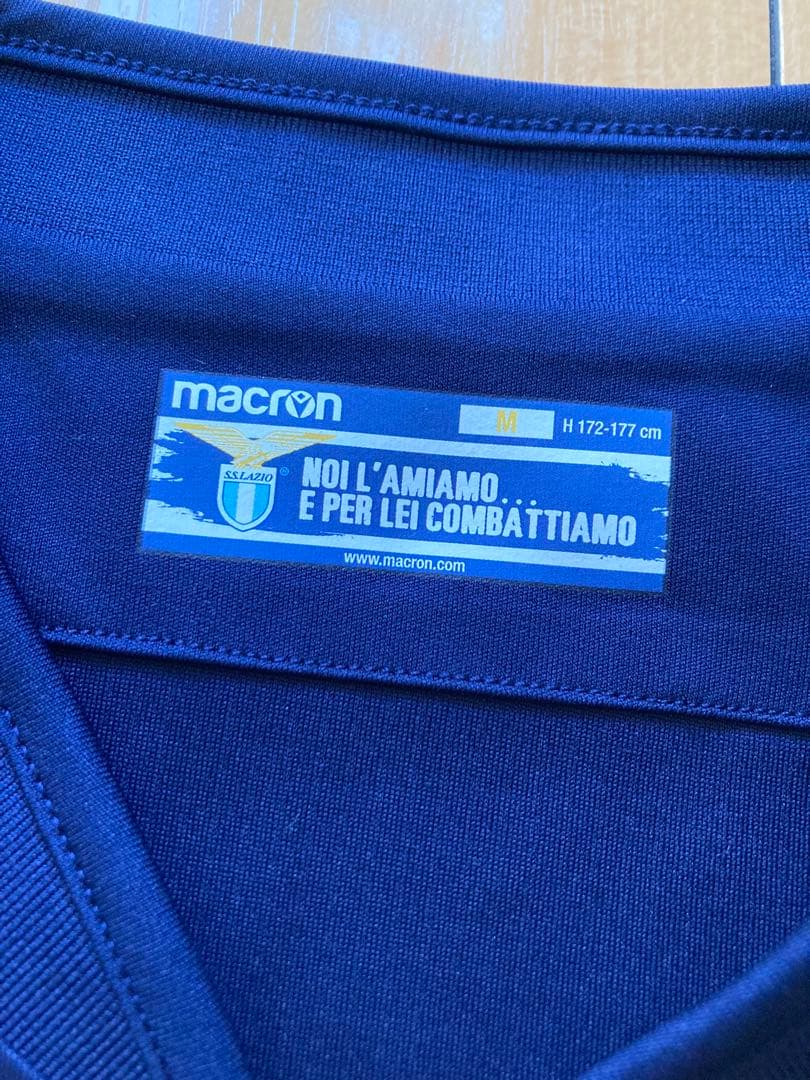 macron
M
H 172-177 cm
S.S.LAZIO
®
NOI L'AMIAMO...
E PER LEI COMBATTIAMO
www.macron.com